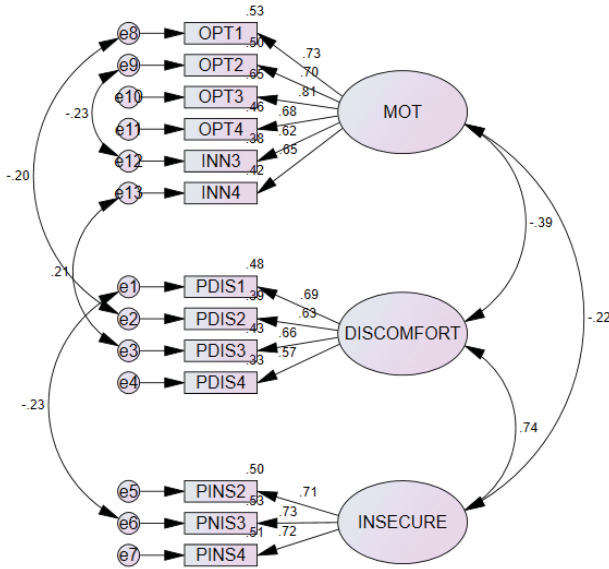 .53
e8 OPT1
.50 .73
e9 OPT2 .70
.65 .81
e10 OPT3 MOT
.46 .68
-.23 e11 OPT4 .62
.38 .65
e12 INN3
.42
-.20 e13 INN4
-.39
.21 .48
e1 PDIS1 .69
.39 .63
e2 PDIS2 -.22
.43 .66 DISCOMFORT
e3 PDIS3 .57
.33
e4 PDIS4
-.23
.74
.50
e5 PINS2 .71
.53 .73
e6 PNIS3 INSECURE
.51 .72
e7 PINS4